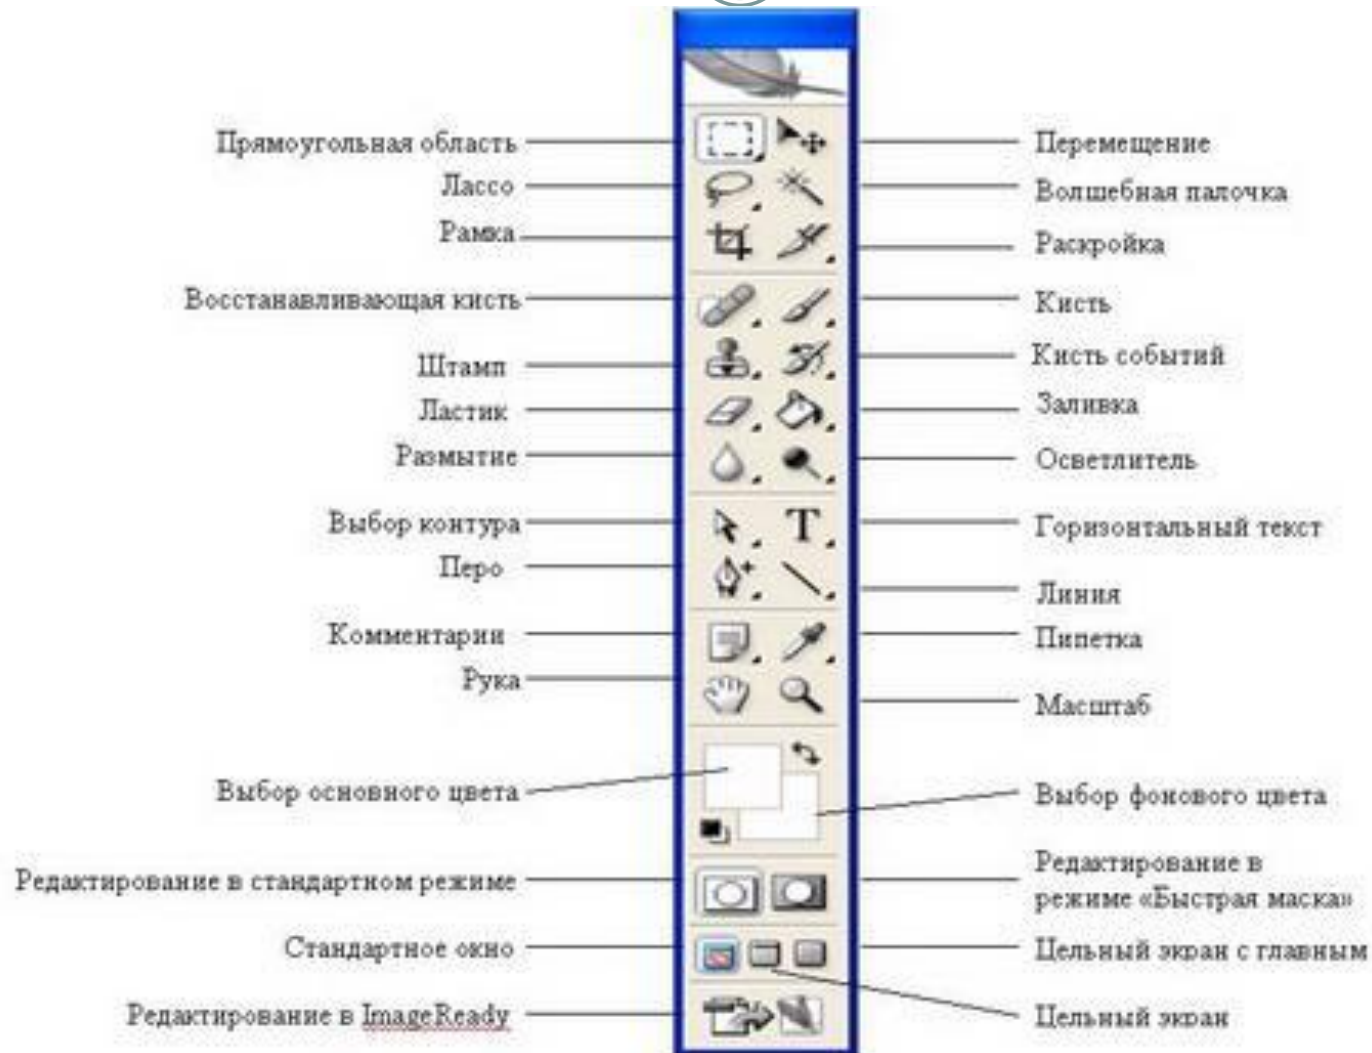 Прямоугольная область
Перемещение
Лассо
Волшебная палочка
Рамка
Раскройка
Восстанавливающая кисть
Кисть
Штамп
Кисть событий
Ластик
Заливка
Размытие
Осветлитель
Выбор контура
T
Горизонтальный текст
Перо
Линия
Комментарии
Пипетка
Рука
Масштаб
Выбор основного цвета
Выбор фонового цвета
Редактирование в стандартном режиме
Редактирование в
режиме «Быстрая маска»
Стандартное окно
Цельный экран с главным
Редактирование в ImageReady
Цельный экран